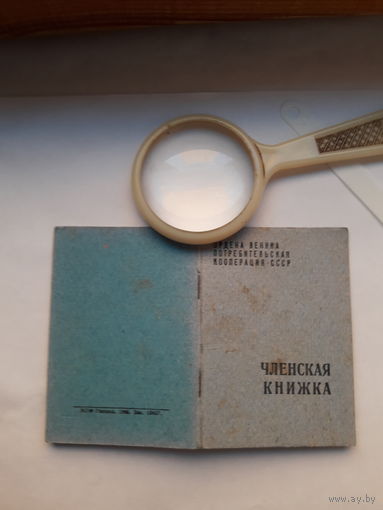 ОРДЕНА ЛЕНИНА
ПОТРЕБИТЕЛЬСКАЯ
КООПЕРАЦИЯ СССР
ЧЛЕНСКАЯ
КНИЖКА
www.ay.by